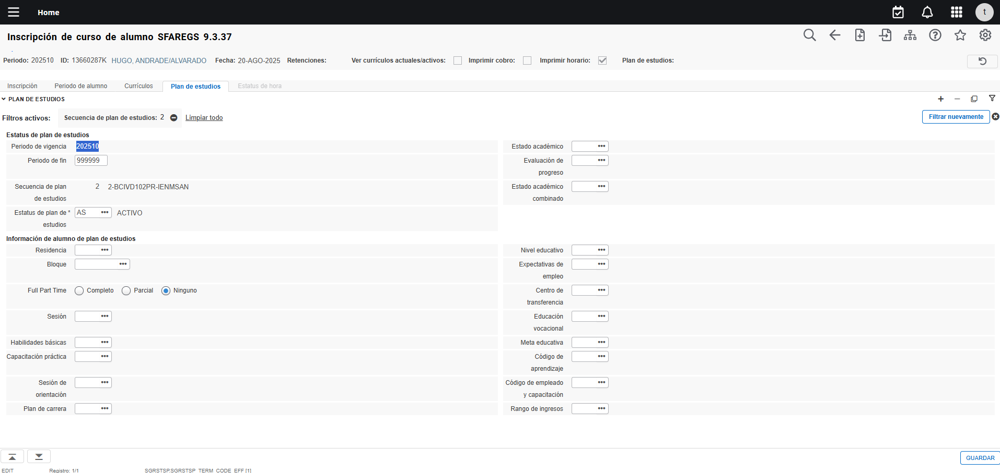 Home
t
Inscripción de curso de alumno SFAREGS 9.3.37
Periodo: 202510 ID: 13660287K HUGO, ANDRADE/ALVARADO Fecha: 20-AGO-2025 Retenciones: Ver currículos actuales/activos: Imprimir cobro: Imprimir horario: Plan de estudios:
Inscripción Periodo de alumno Currículos Plan de estudios Estatus de hora
PLAN DE ESTUDIOS
Filtros activos: Secuencia de plan de estudios: 2 Limpiar todo Filtrar nuevamente
Estatus de plan de estudios
Periodo de vigencia 202510
Periodo de fin 999999
Secuencia de plan de estudios 2 2-BCIVD102PR-IENMSAN
Estatus de plan de * estudios AS ACTIVO
Estado académico
Evaluación de progreso
Estado académico combinado
Información de alumno de plan de estudios
Residencia
Bloque
Full Part Time Completo Parcial Ninguno
Sesión
Habilidades básicas
Capacitación práctica
Sesión de orientación
Plan de carrera
Nivel educativo
Expectativas de empleo
Centro de transferencia
Educación vocacional
Meta educativa
Código de aprendizaje
Código de empleado y capacitación
Rango de ingresos
GUARDAR
EDIT Registro: 1/1 SGRSTSP.SGRSTSP_TERM_CODE_EFF [1]